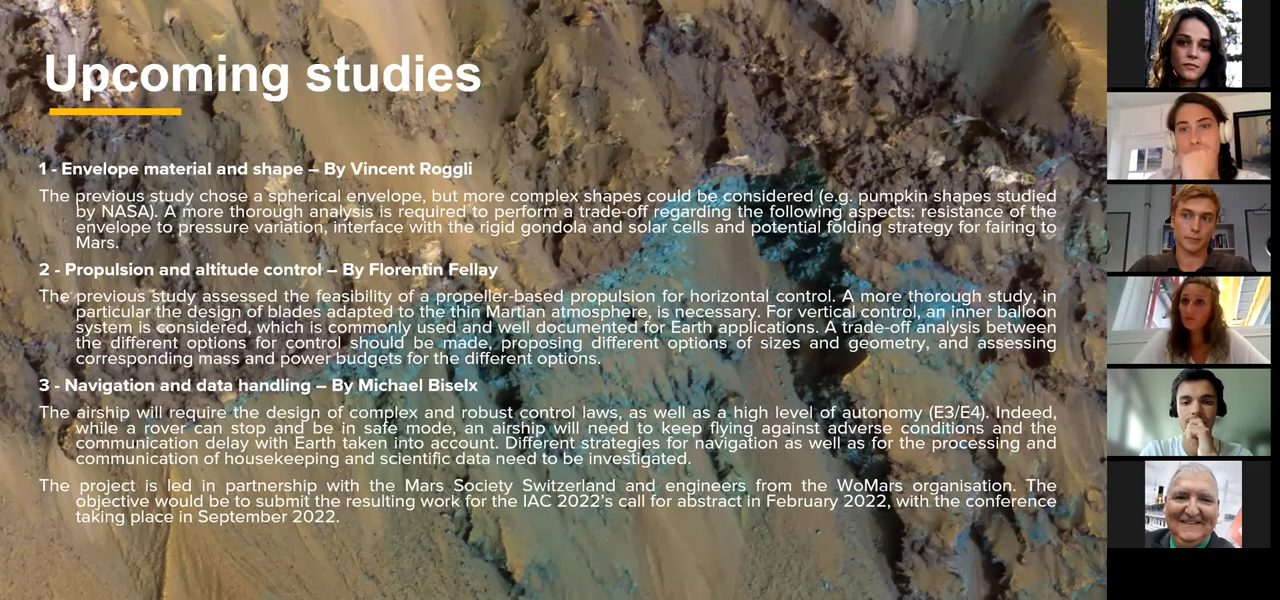 Upcoming studies
1 - Envelope material and shape – By Vincent Roggli
The previous study chose a spherical envelope, but more complex shapes could be considered (e.g. pumpkin shapes studied
by NASA). A more thorough analysis is required to perform a trade-off regarding the following aspects: resistance of the
envelope to pressure variation, interface with the rigid gondola and solar cells and potential folding strategy for fairing to
Mars.
2 - Propulsion and altitude control – By Florentin Fellay
The previous study assessed the feasibility of a propeller-based propulsion for horizontal control. A more thorough study, in
particular the design of blades adapted to the thin Martian atmosphere, is necessary. For vertical control, an inner balloon
system is considered, which is commonly used and well documented for Earth applications. A trade-off analysis between
the different options for control should be made, proposing different options of sizes and geometry, and assessing
corresponding mass and power budgets for the different options.
3 - Navigation and data handling – By Michael Biselx
The airship will require the design of complex and robust control laws, as well as a high level of autonomy (E3/E4). Indeed,
while a rover can stop and be in safe mode, an airship will need to keep flying against adverse conditions and the
communication delay with Earth taken into account. Different strategies for navigation as well as for the processing and
communication of housekeeping and scientific data need to be investigated.
The project is led in partnership with the Mars Society Switzerland and engineers from the WoMars organisation. The
objective would be to submit the resulting work for the IAC 2022's call for abstract in February 2022, with the conference
taking place in September 2022.